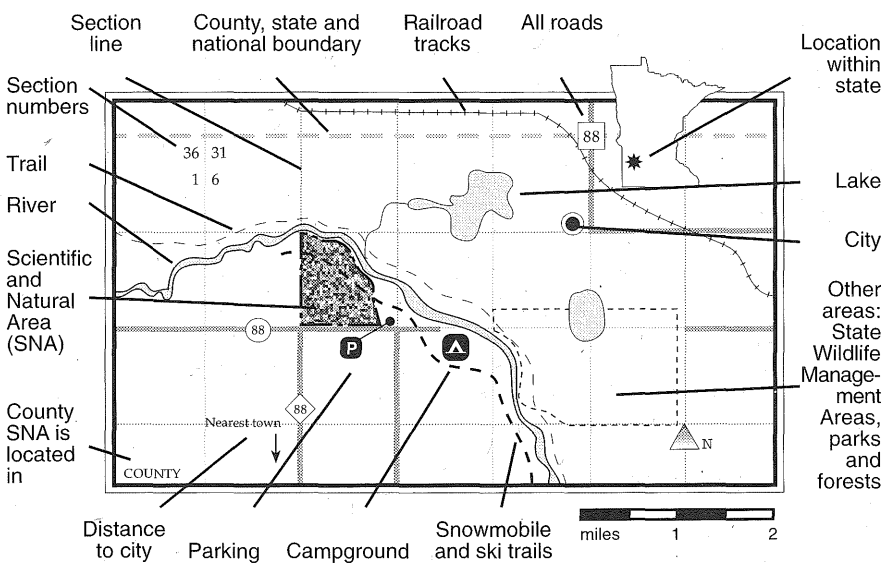 Section
line
County, state and
national boundary
Railroad
tracks
All roads
Location
within
state
Section
numbers
88
36 31
1 6
Trail
Lake
River
City
Scientific
and
Natural
Area
(SNA)
Other
areas:
State
Wildlife
Manage-
ment
Areas,
parks
and
forests
88
P
88
Nearest town
County
SNA is
located
in
N
COUNTY
Distance
to city
Parking
Campground
Snowmobile
and ski trails
miles 1 2